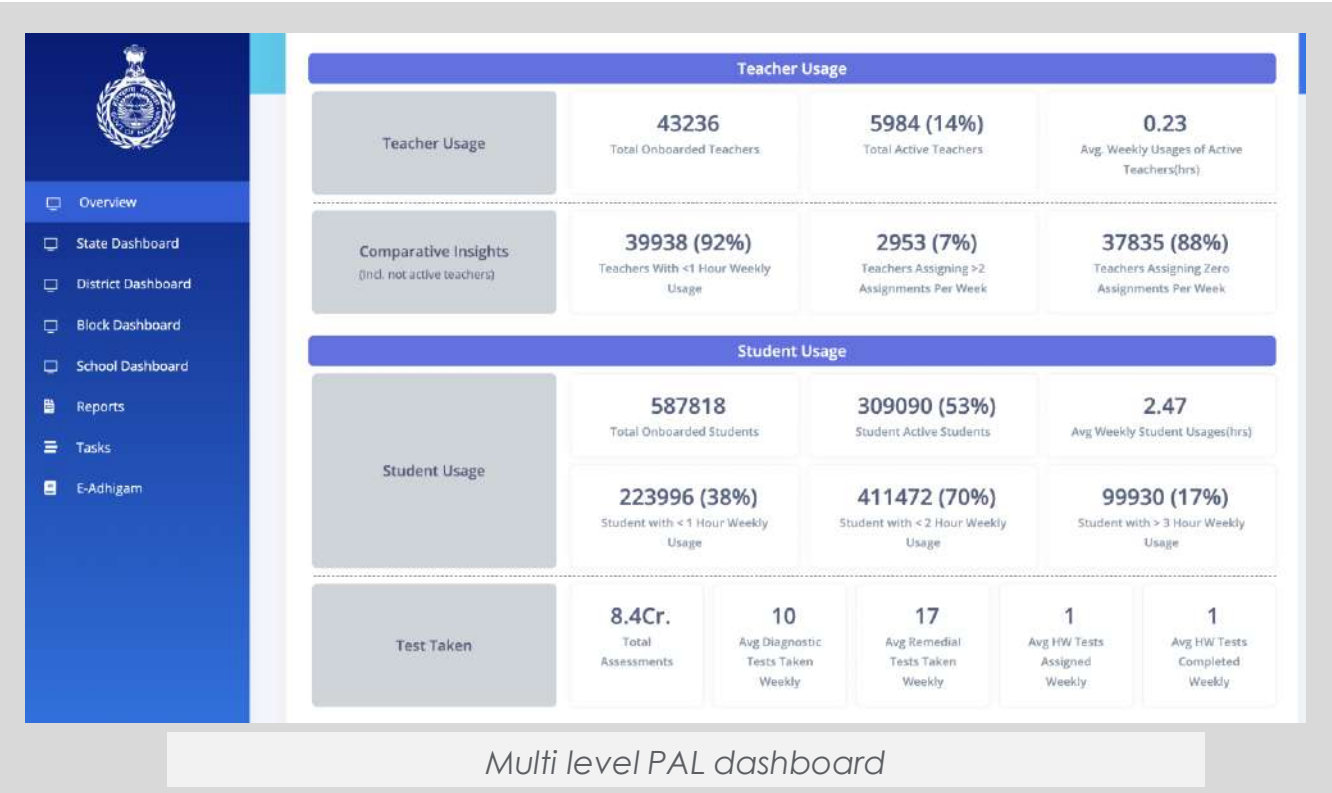 Overview
State Dashboard
District Dashboard
Block Dashboard
School Dashboard
Reports
Tasks
E-Adhigam
Teacher Usage
Teacher Usage
43236
Total Onboarded Teachers
5984 (14%)
Total Active Teachers
0.23
Avg. Weekly Usages of Active
Teachers(hrs)
Comparative Insights
(Incl. not active teachers)
39938 (92%)
Teachers With <1 Hour Weekly
Usage
2953 (7%)
Teachers Assigning >2
Assignments Per Week
37835 (88%)
Teachers Assigning Zero
Assignments Per Week
Student Usage
Student Usage
587818
Total Onboarded Students
309090 (53%)
Student Active Students
2.47
Avg Weekly Student Usages(hrs)
223996 (38%)
Student with < 1 Hour Weekly
Usage
411472 (70%)
Student with < 2 Hour Weekly
Usage
99930 (17%)
Student with > 3 Hour Weekly
Usage
Test Taken
8.4Cr.
Total
Assessments
10
Avg Diagnostic
Tests Taken
Weekly
17
Avg Remedial
Tests Taken
Weekly
1
Avg HW Tests
Assigned
Weekly
1
Avg HW Tests
Completed
Weekly
Multi level PAL dashboard